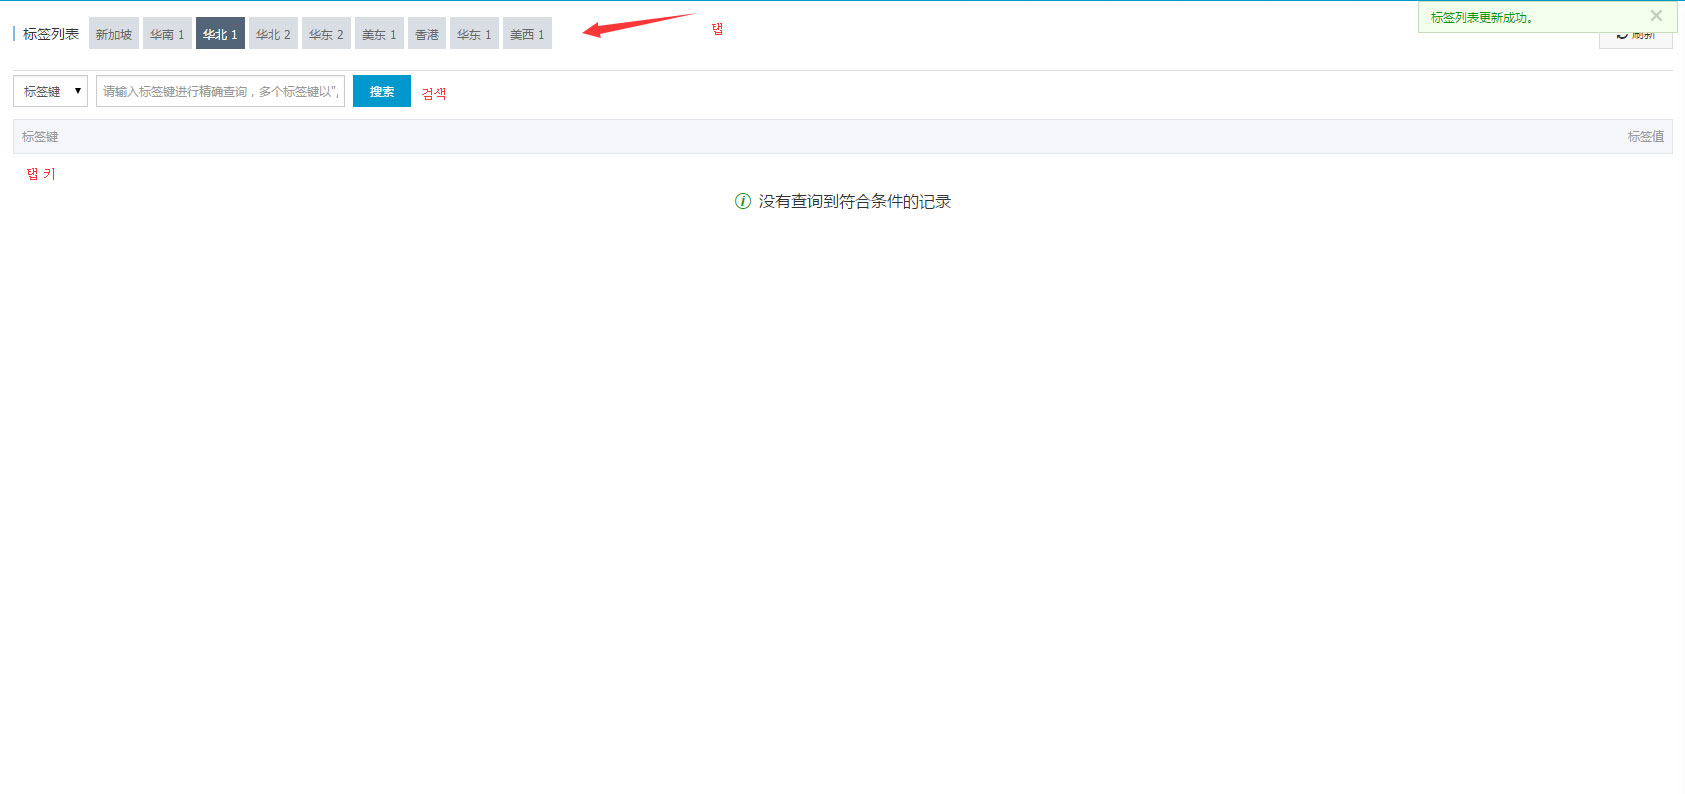 标签列表 新加坡 华南 1 华北 1 华北 2 华东 2 美东 1 香港 华东 1 美西 1 탭
标签列表更新成功。
刷新
标签键 请输入标签键进行精确查询，多个标签键以", 搜索 검색
标签键 标签值
탭 키
没有查询到符合条件的记录